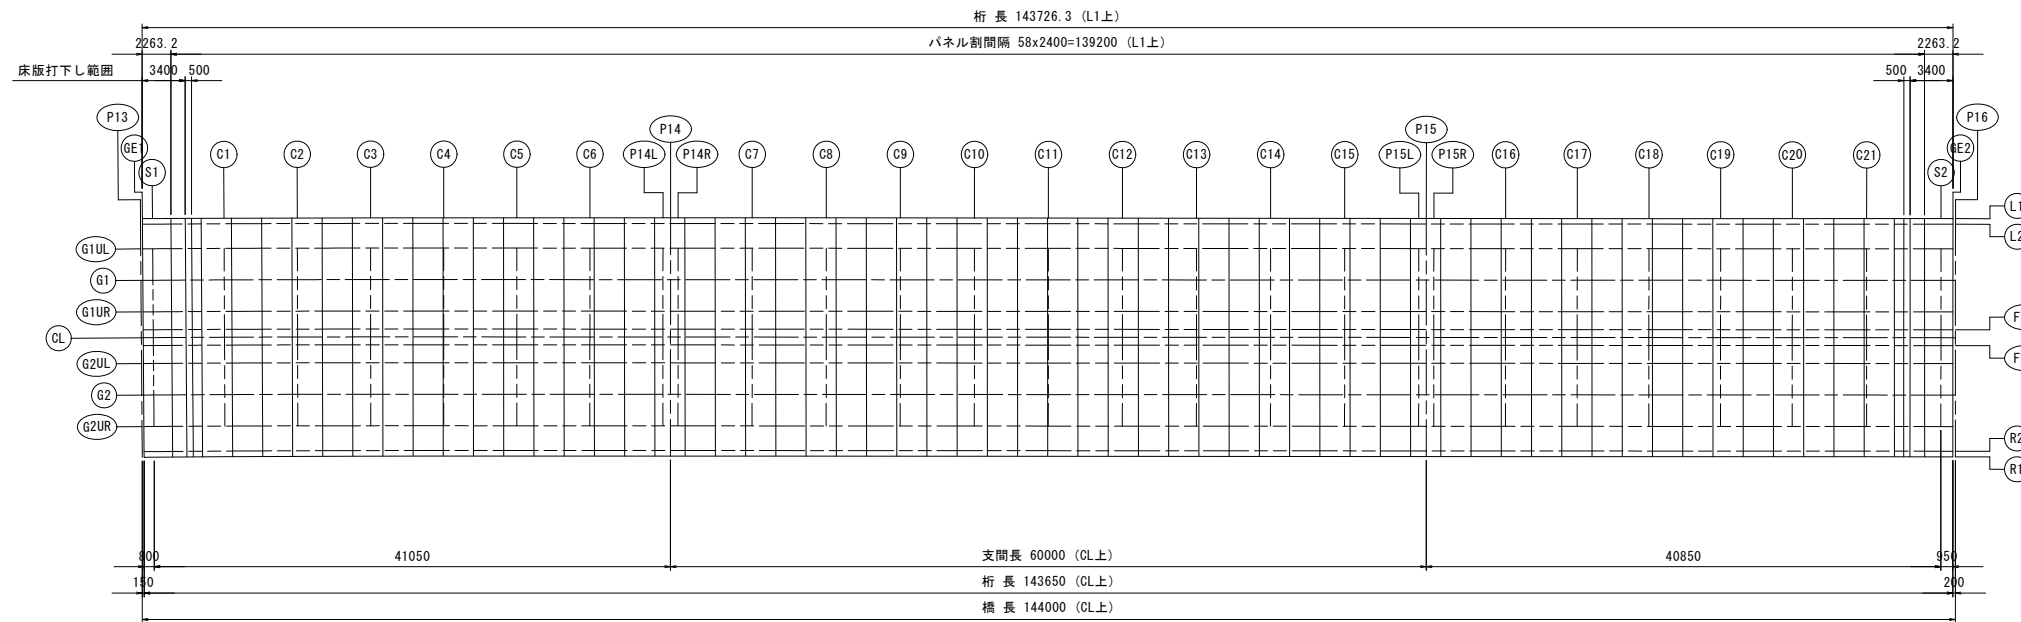 桁 長 143726.3 (L1上)
2263.2 パネル割間隔 58x2400=139200 (L1上) 2263.2
床版打下し範囲 3400 500 500 3400
P13 P14 P15 P16
GE1 C1 C2 C3 C4 C5 C6 P14L P14R C7 C8 C9 C10 C11 C12 C13 C14 C15 P15L P15R C16 C17 C18 C19 C20 C21 GE2
S1 S2
L1
L2
G1UL
G1
G1UR
F
CL
F
G2UL
G2
G2UR
R2
R1
800 41050 支間長 60000 (CL上) 40850 950
150 桁 長 143650 (CL上) 200
橋 長 144000 (CL上)